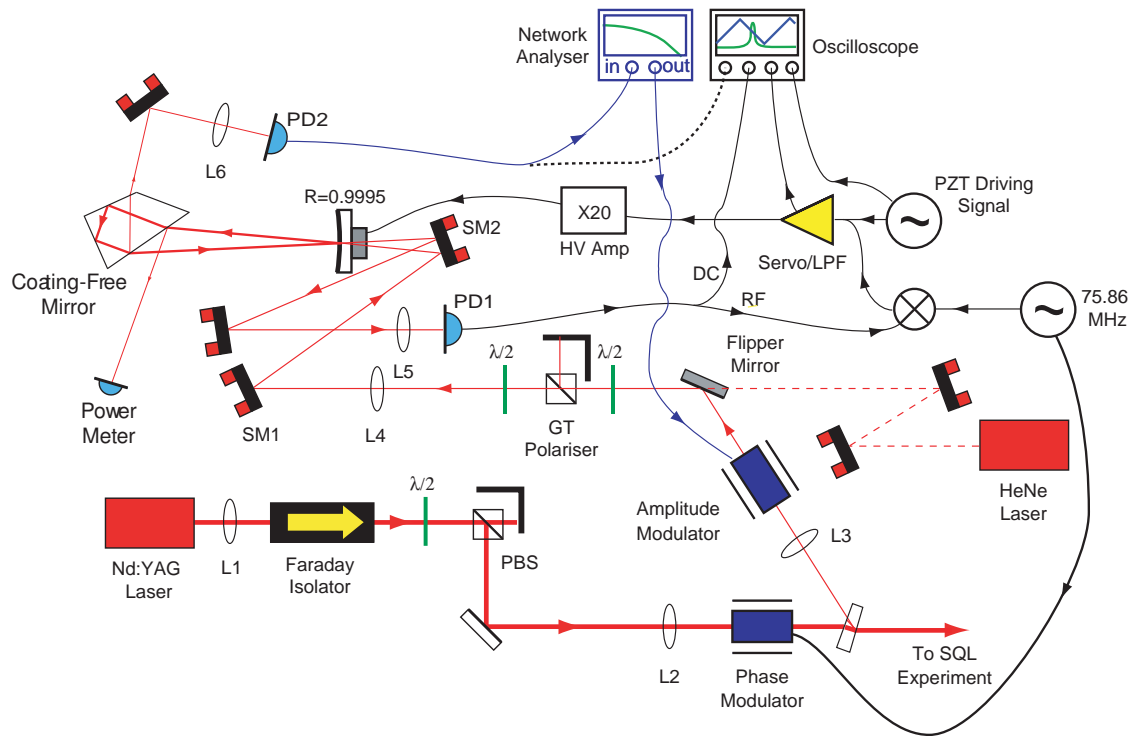 Network
Analyser
in
out
Oscilloscope
PD2
L6
R=0.9995
X20
HV Amp
PZT Driving
Signal
~
SM2
Servo/LPF
Coating-Free
Mirror
DC
RF
75.86
MHz
~
PD1
L5
λ/2
λ/2
Flipper
Mirror
Power
Meter
SM1
L4
GT
Polariser
HeNe
Laser
λ/2
Amplitude
Modulator
L3
Nd:YAG
Laser
L1
Faraday
Isolator
PBS
L2
Phase
Modulator
To SQL
Experiment